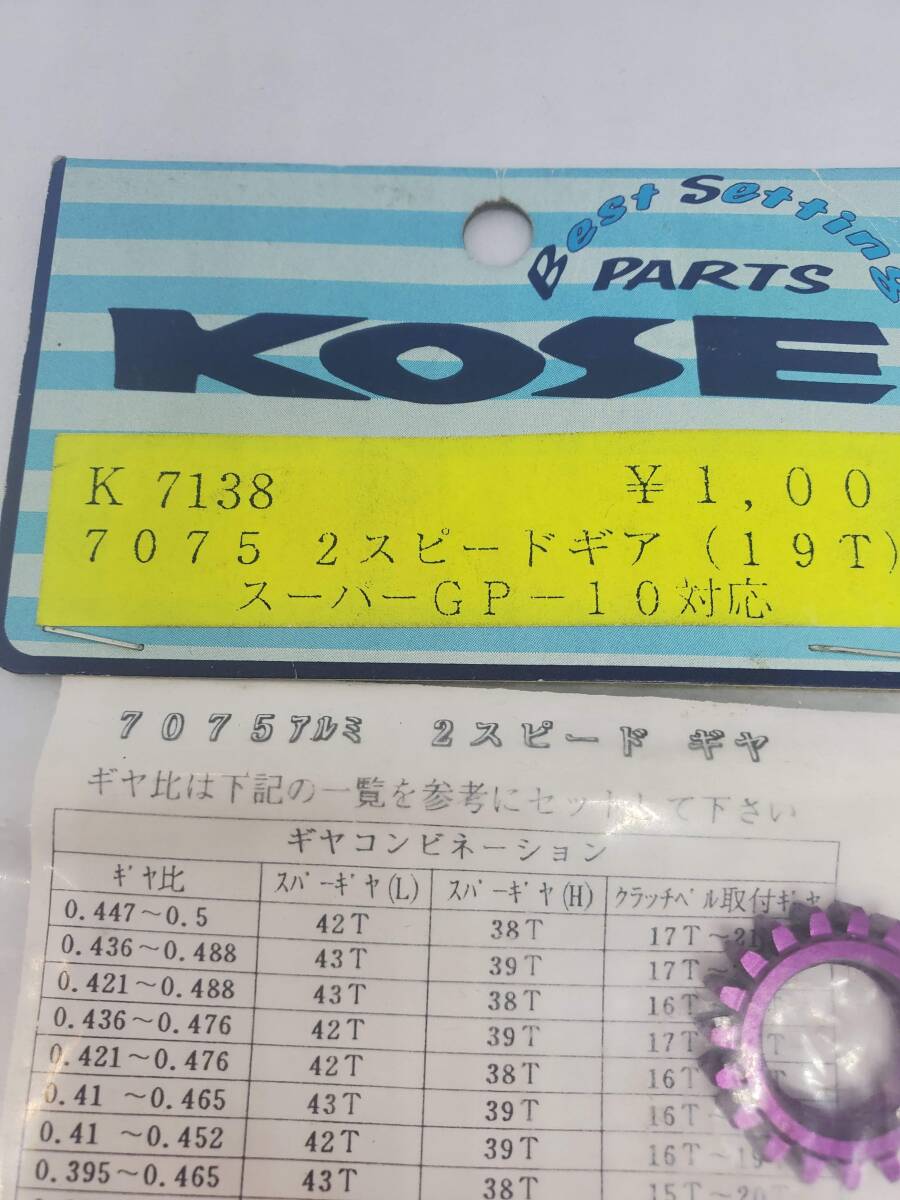 Best Setting
PARTS
KOSE
K 7138 ¥1,00
7075 2スピードギア(19T)
スーパーGP-10対応
7075アルミ 2スピード ギヤ
ギヤ比は下記の一覧を参考にセットして下さい
ギヤコンビネーション
ギヤ比 スパーギヤ(L) スパーギヤ(H) クラッチベル取付ギヤ
0.447~0.5 42T 38T 17T~21
0.436~0.488 43T 39T 17T~
0.421~0.488 43T 38T 16T~
0.436~0.476 42T 39T 17T T
0.421~0.476 42T 38T 16T T
0.41 ~0.465 43T 39T 16T~
0.41 ~0.452 42T 39T 16T~19
0.395~0.465 43T 38T 15T~20T